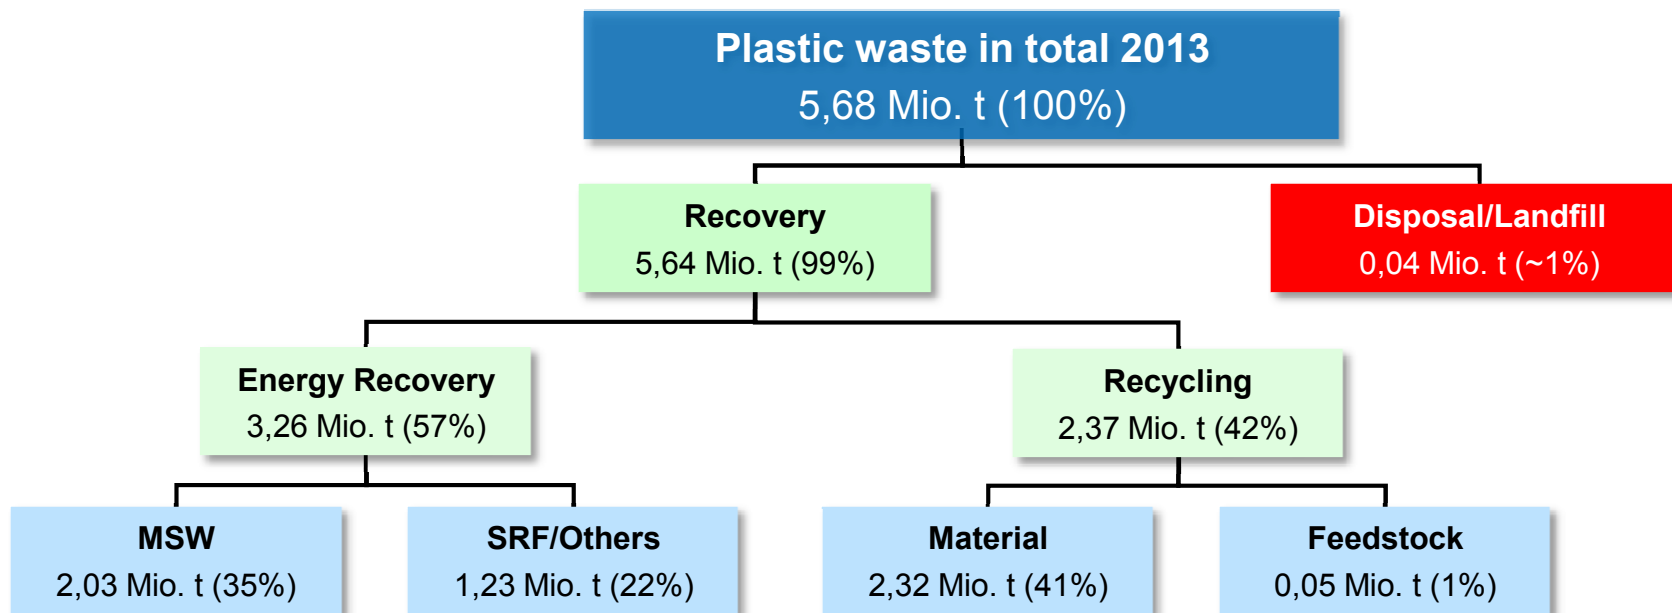 Plastic waste in total 2013
5,68 Mio. t (100%)
Recovery
5,64 Mio. t (99%)
Disposal/Landfill
0,04 Mio. t (~1%)
Energy Recovery
3,26 Mio. t (57%)
Recycling
2,37 Mio. t (42%)
MSW
2,03 Mio. t (35%)
SRF/Others
1,23 Mio. t (22%)
Material
2,32 Mio. t (41%)
Feedstock
0,05 Mio. t (1%)